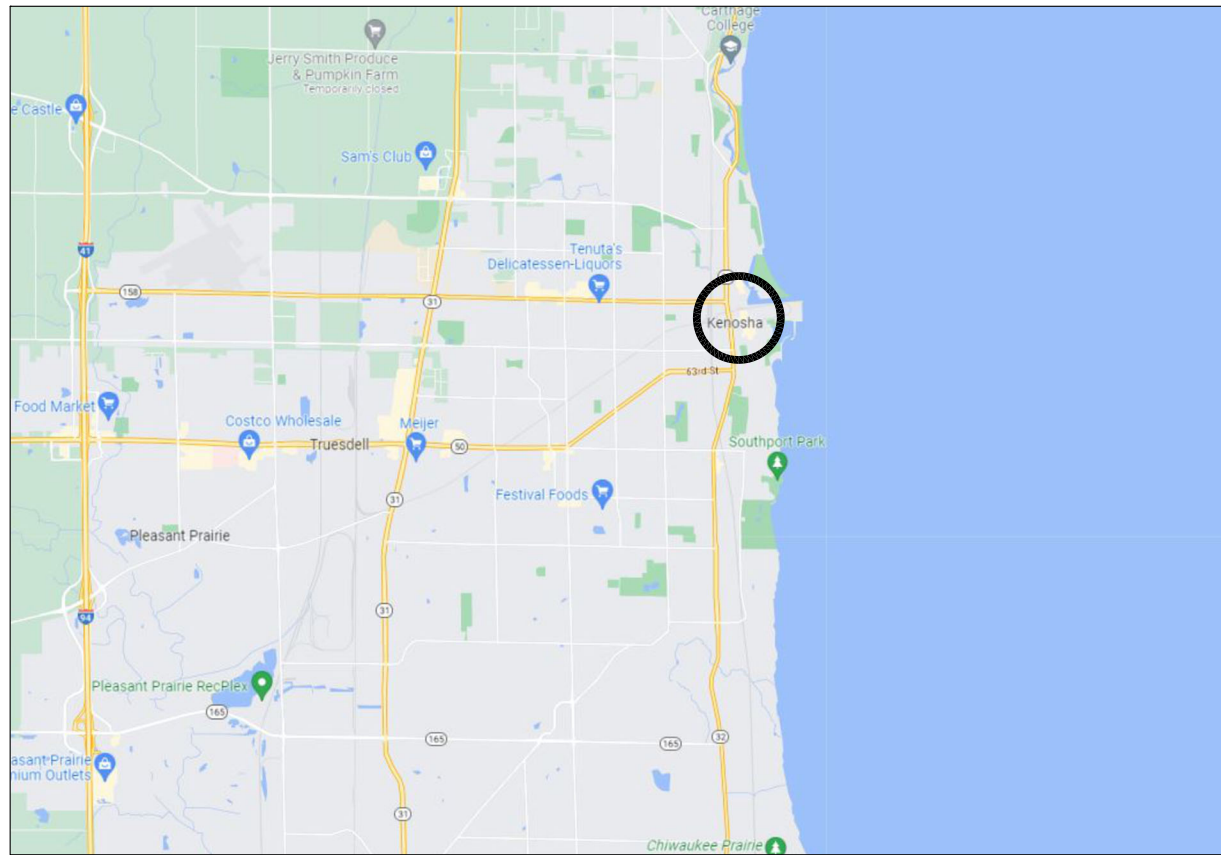 Carthage
College
Jerry Smith Produce
& Pumpkin Farm
Temporarily closed
e Castle
Sam's Club
41
Tenuta's
Delicatessen-Liquors
158
31
Kenosha
63rd St
Food Market
Costco Wholesale
Meijer
Truesdell
50
Southport Park
31
Festival Foods
Pleasant Prairie
31
94
Pleasant Prairie RecPlex
165
165
165
32
asant Prairie
nium Outlets
31
Chiwaukee Prairie